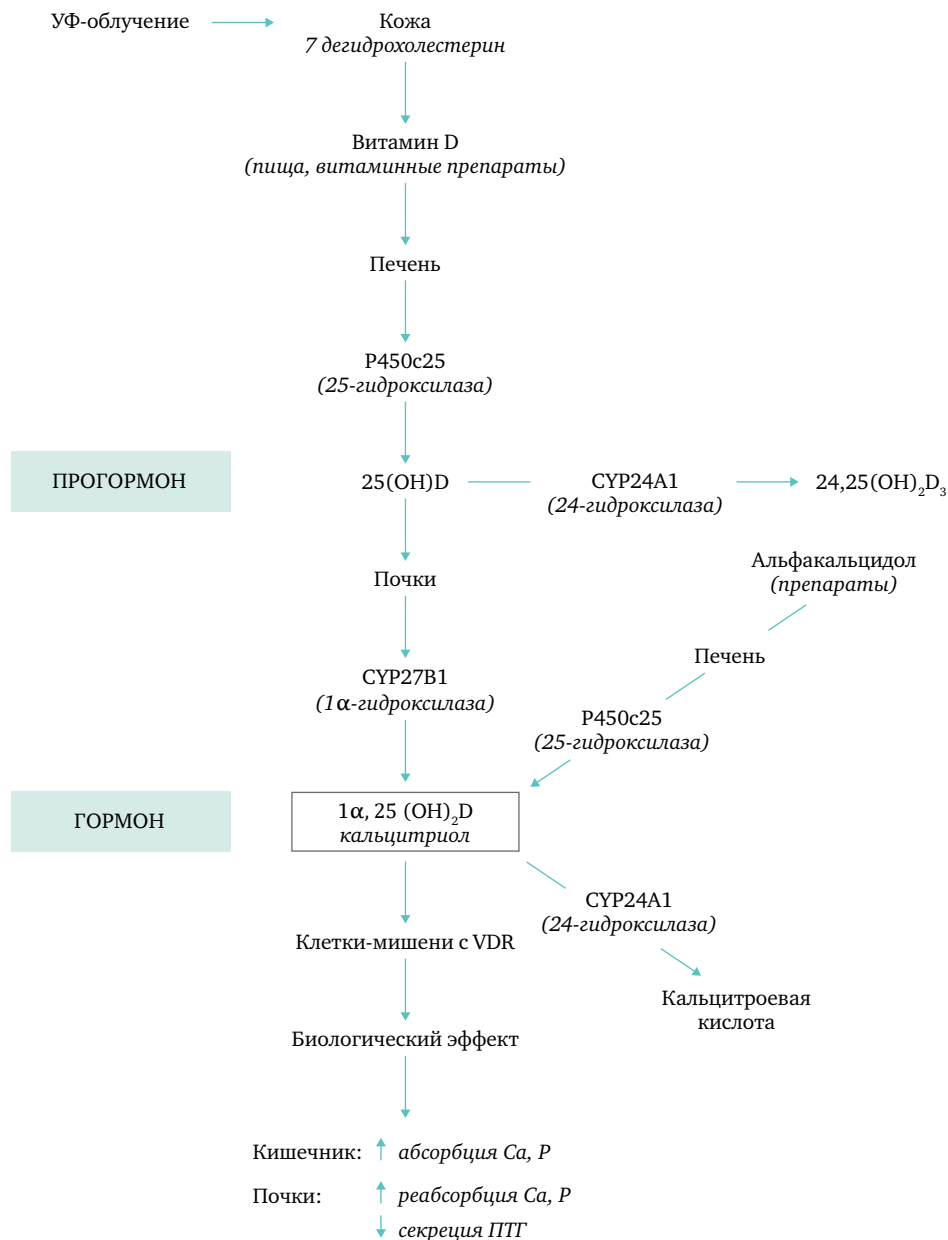 УФ-облучение
Кожа
7 дегидрохолестерин
Витамин D
(пища, витаминные препараты)
Печень
P450c25
(25-гидроксилаза)
ПРОГОРМОН
25(OH)D
CYP24A1
(24-гидроксилаза)
24,25(OH)₂D₃
Альфакальцидол
(препараты)
Почки
Печень
CYP27B1
(1α-гидроксилаза)
P450c25
(25-гидроксилаза)
ГОРМОН
1α, 25 (OH)₂D
кальцитриол
CYP24A1
(24-гидроксилаза)
Клетки-мишени с VDR
Кальцитроевая
кислота
Биологический эффект
Кишечник: ↑ абсорбция Ca, P
Почки: ↑ реабсорбция Ca, P
↓ секреция ПТГ